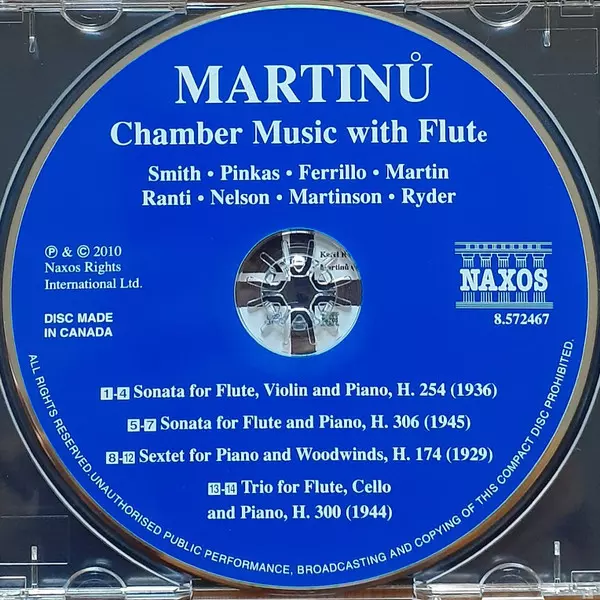 MARTINŮ
Chamber Music with Flute
Smith • Pinkas • Ferrillo • Martin
Ranti • Nelson • Martinson • Ryder
℗ & © 2010
Naxos Rights
International Ltd.
DISC MADE
IN CANADA
NAXOS
8.572467
1-4 Sonata for Flute, Violin and Piano, H. 254 (1936)
5-7 Sonata for Flute and Piano, H. 306 (1945)
8-12 Sextet for Piano and Woodwinds, H. 174 (1929)
13-14 Trio for Flute, Cello
and Piano, H. 300 (1944)
ALL RIGHTS RESERVED.UNAUTHORISED PUBLIC PERFORMANCE, BROADCASTING AND COPYING OF THIS COMPACT DISC PROHIBITED.